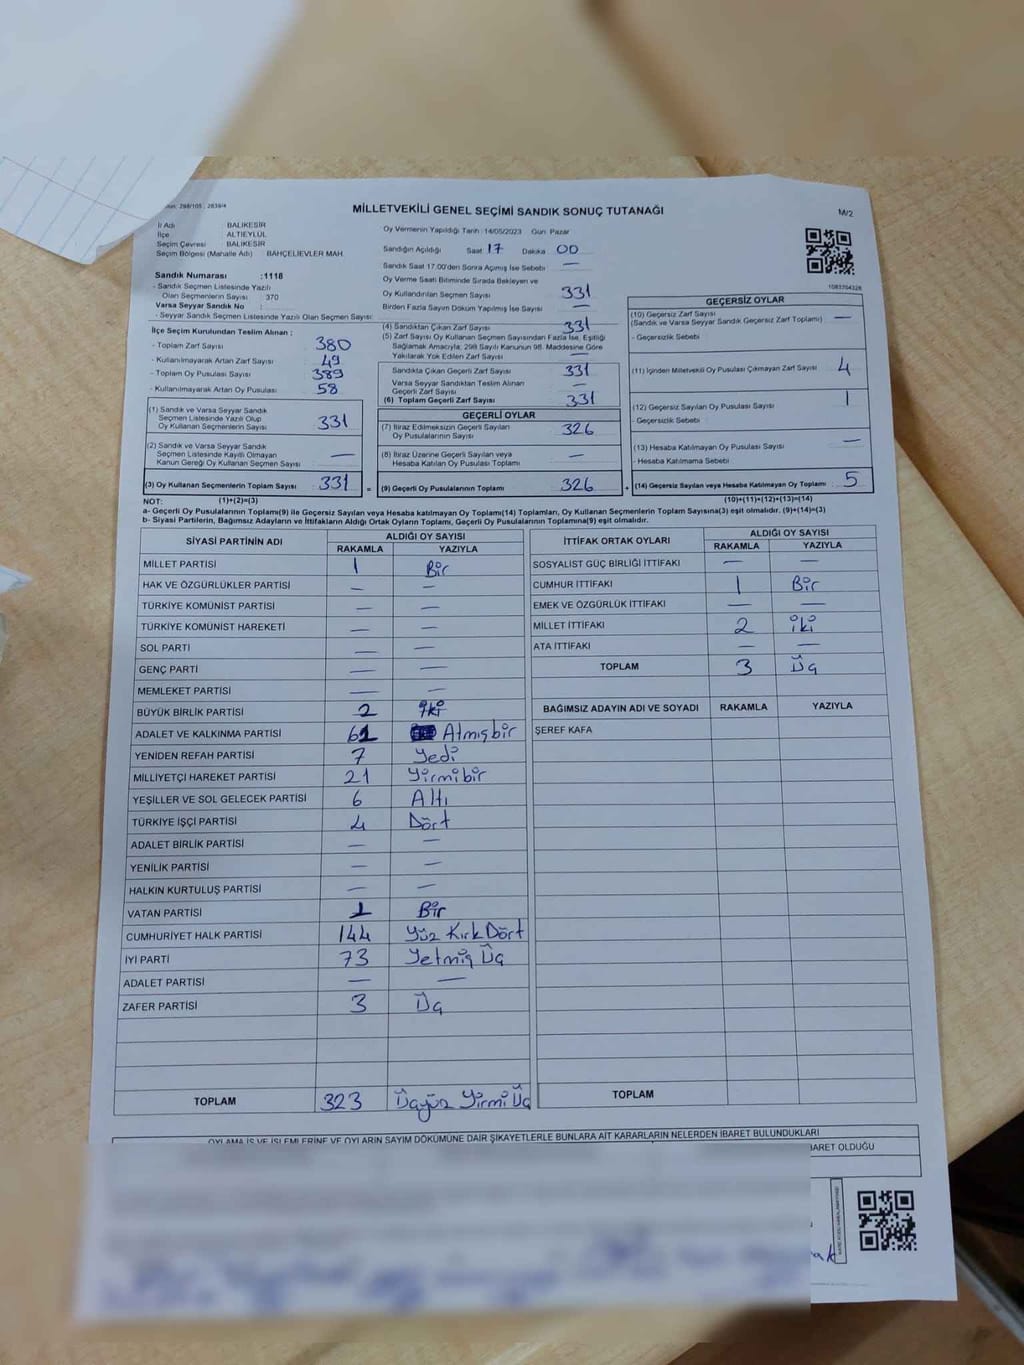 MİLLETVEKİLİ GENEL SEÇİMİ SANDIK SONUÇ TUTANAĞI
M/2
298/105, 2839/4
İl Adı BALIKESİR
İlçe ALTIEYLÜL
Seçim Çevresi BALIKESİR
Seçim Bölgesi (Mahalle Adı) BAHÇELİEVLER MAH.
Sandık Numarası :1118
- Sandık Seçmen Listesinde Yazılı
Olan Seçmenlerin Sayısı : 370
Varsa Seyyar Sandık No :
- Seyyar Sandık Seçmen Listesinde Yazılı Olan Seçmen Sayısı:
Oy Vermenin Yapıldığı Tarih :14/05/2023 Gün: Pazar
Sandığın Açıldığı Saat 17 Dakika 00
Sandık Saat 17.00'den Sonra Açılmış İse Sebebi —
Oy Verme Saati Bitiminde Sırada Bekleyen ve
Oy Kullandırılan Seçmen Sayısı 331
Birden Fazla Sayım Döküm Yapılmış İse Sayısı —
İlçe Seçim Kurulundan Teslim Alınan ;
- Toplam Zarf Sayısı 380
- Kullanılmayarak Artan Zarf Sayısı 49
- Toplam Oy Pusulası Sayısı 389
- Kullanılmayarak Artan Oy Pusulası 58
(1) Sandık ve Varsa Seyyar Sandık
Seçmen Listesinde Yazılı Olup
Oy Kullanan Seçmenlerin Sayısı 331
(2) Sandık ve Varsa Seyyar Sandık
Seçmen Listesinde Kayıtlı Olmayan
Kanun Gereği Oy Kullanan Seçmen Sayısı —
(3) Oy Kullanan Seçmenlerin Toplam Sayısı 331 =
(4) Sandıktan Çıkan Zarf Sayısı 331
(5) Zarf Sayısı Oy Kullanan Seçmen Sayısından Fazla İse, Eşitliği
Sağlamak Amacıyla; 298 Sayılı Kanunun 98. Maddesine Göre
Yakılarak Yok Edilen Zarf Sayısı —
Sandıkta Çıkan Geçerli Zarf Sayısı 331
Varsa Seyyar Sandıktan Teslim Alınan
Geçerli Zarf Sayısı —
(6) Toplam Geçerli Zarf Sayısı 331
GEÇERLİ OYLAR
(7) İtiraz Edilmeksizin Geçerli Sayılan
Oy Pusulalarının Sayısı 326
(8) İtiraz Üzerine Geçerli Sayılan veya
Hesaba Katılan Oy Pusulası Toplamı —
(9) Geçerli Oy Pusulalarının Toplamı 326 +
1083704326
GEÇERSİZ OYLAR
(10) Geçersiz Zarf Sayısı
(Sandık ve Varsa Seyyar Sandık Geçersiz Zarf Toplamı) —
- Geçersizlik Sebebi
(11) İçinden Milletvekili Oy Pusulası Çıkmayan Zarf Sayısı 4
(12) Geçersiz Sayılan Oy Pusulası Sayısı 1
- Geçersizlik Sebebi
(13) Hesaba Katılmayan Oy Pusulası Sayısı —
- Hesaba Katılmama Sebebi
(14) Geçersiz Sayılan veya Hesaba Katılmayan Oy Toplamı 5
NOT: (1)+(2)=(3) (10)+(11)+(12)+(13)=(14)
a- Geçerli Oy Pusulalarının Toplamı(9) ile Geçersiz Sayılan veya Hesaba Katılmayan Oy Toplamı(14) Toplamları, Oy Kullanan Seçmenlerin Toplam Sayısına(3) eşit olmalıdır. (9)+(14)=(3)
b- Siyasi Partilerin, Bağımsız Adayların ve İttifakların Aldığı Ortak Oyların Toplamı, Geçerli Oy Pusulalarının Toplamına(9) eşit olmalıdır.
SİYASİ PARTİNİN ADI ALDIĞI OY SAYISI
RAKAMLA YAZIYLA
MİLLET PARTİSİ 1 Bir
HAK VE ÖZGÜRLÜKLER PARTİSİ — —
TÜRKİYE KOMÜNİST PARTİSİ — —
TÜRKİYE KOMÜNİST HAREKETİ — —
SOL PARTİ — —
GENÇ PARTİ — —
MEMLEKET PARTİSİ — —
BÜYÜK BİRLİK PARTİSİ 2 iki
ADALET VE KALKINMA PARTİSİ 61 Atmışbir
YENİDEN REFAH PARTİSİ 7 Yedi
MİLLİYETÇİ HAREKET PARTİSİ 21 Yirmibir
YEŞİLLER VE SOL GELECEK PARTİSİ 6 Altı
TÜRKİYE İŞÇİ PARTİSİ 4 Dört
ADALET BİRLİK PARTİSİ — —
YENİLİK PARTİSİ — —
HALKIN KURTULUŞ PARTİSİ — —
VATAN PARTİSİ 1 Bir
CUMHURİYET HALK PARTİSİ 144 Yüz Kırk Dört
İYİ PARTİ 73 Yetmiş Üç
ADALET PARTİSİ — —
ZAFER PARTİSİ 3 Üç
TOPLAM 323 Üçyüz Yirmi Üç
İTTİFAK ORTAK OYLARI ALDIĞI OY SAYISI
RAKAMLA YAZIYLA
SOSYALİST GÜÇ BİRLİĞİ İTTİFAKI — —
CUMHUR İTTİFAKI 1 Bir
EMEK VE ÖZGÜRLÜK İTTİFAKI — —
MİLLET İTTİFAKI 2 iki
ATA İTTİFAKI — —
TOPLAM 3 Üç
BAĞIMSIZ ADAYIN ADI VE SOYADI RAKAMLA YAZIYLA
ŞEREF KAFA
TOPLAM
OYLAMA İŞ VE İŞLEMLERİNE VE OYLARIN SAYIM DÖKÜMÜNE DAİR ŞİKAYETLERLE BUNLARA AİT KARARLARIN NELERDEN İBARET BULUNDUKLARI
BARET OLDUĞU